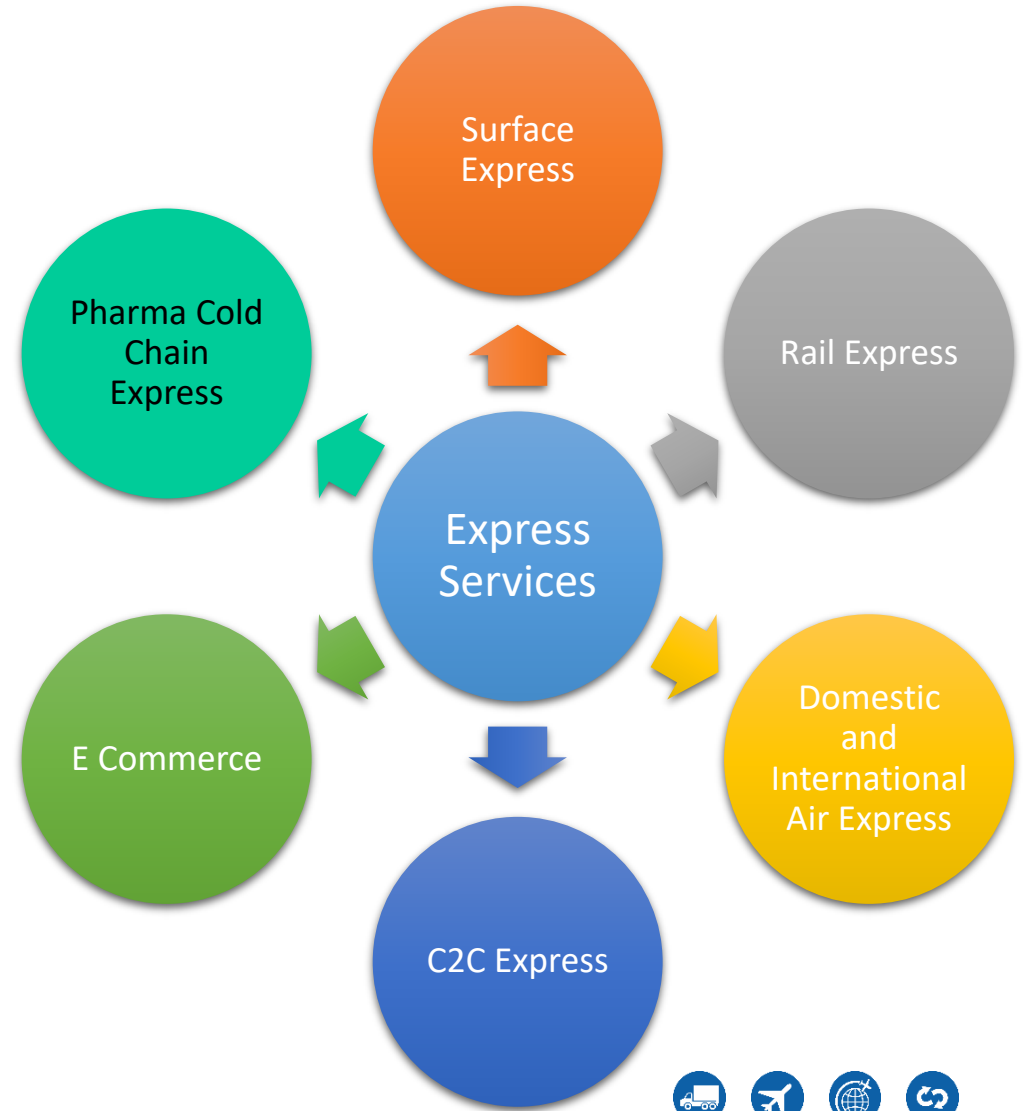 Surface
Express
Pharma Cold
Chain
Express
Rail Express
Express
Services
E Commerce
Domestic
and
International
Air Express
C2C Express